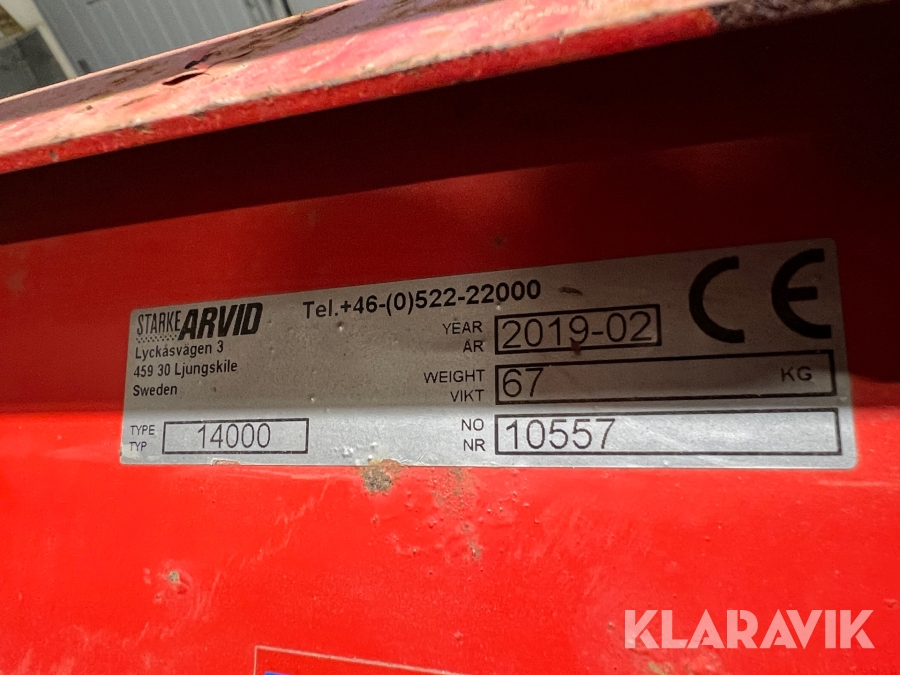 STARKE ARVID
Lyckåsvägen 3
459 30 Ljungskile
Sweden
TYPE
TYP
14000
Tel.+46-(0)522-22000
YEAR
ÅR
2019-02
WEIGHT
VIKT
67 KG
NO
NR
10557
CE
KLARAVIK